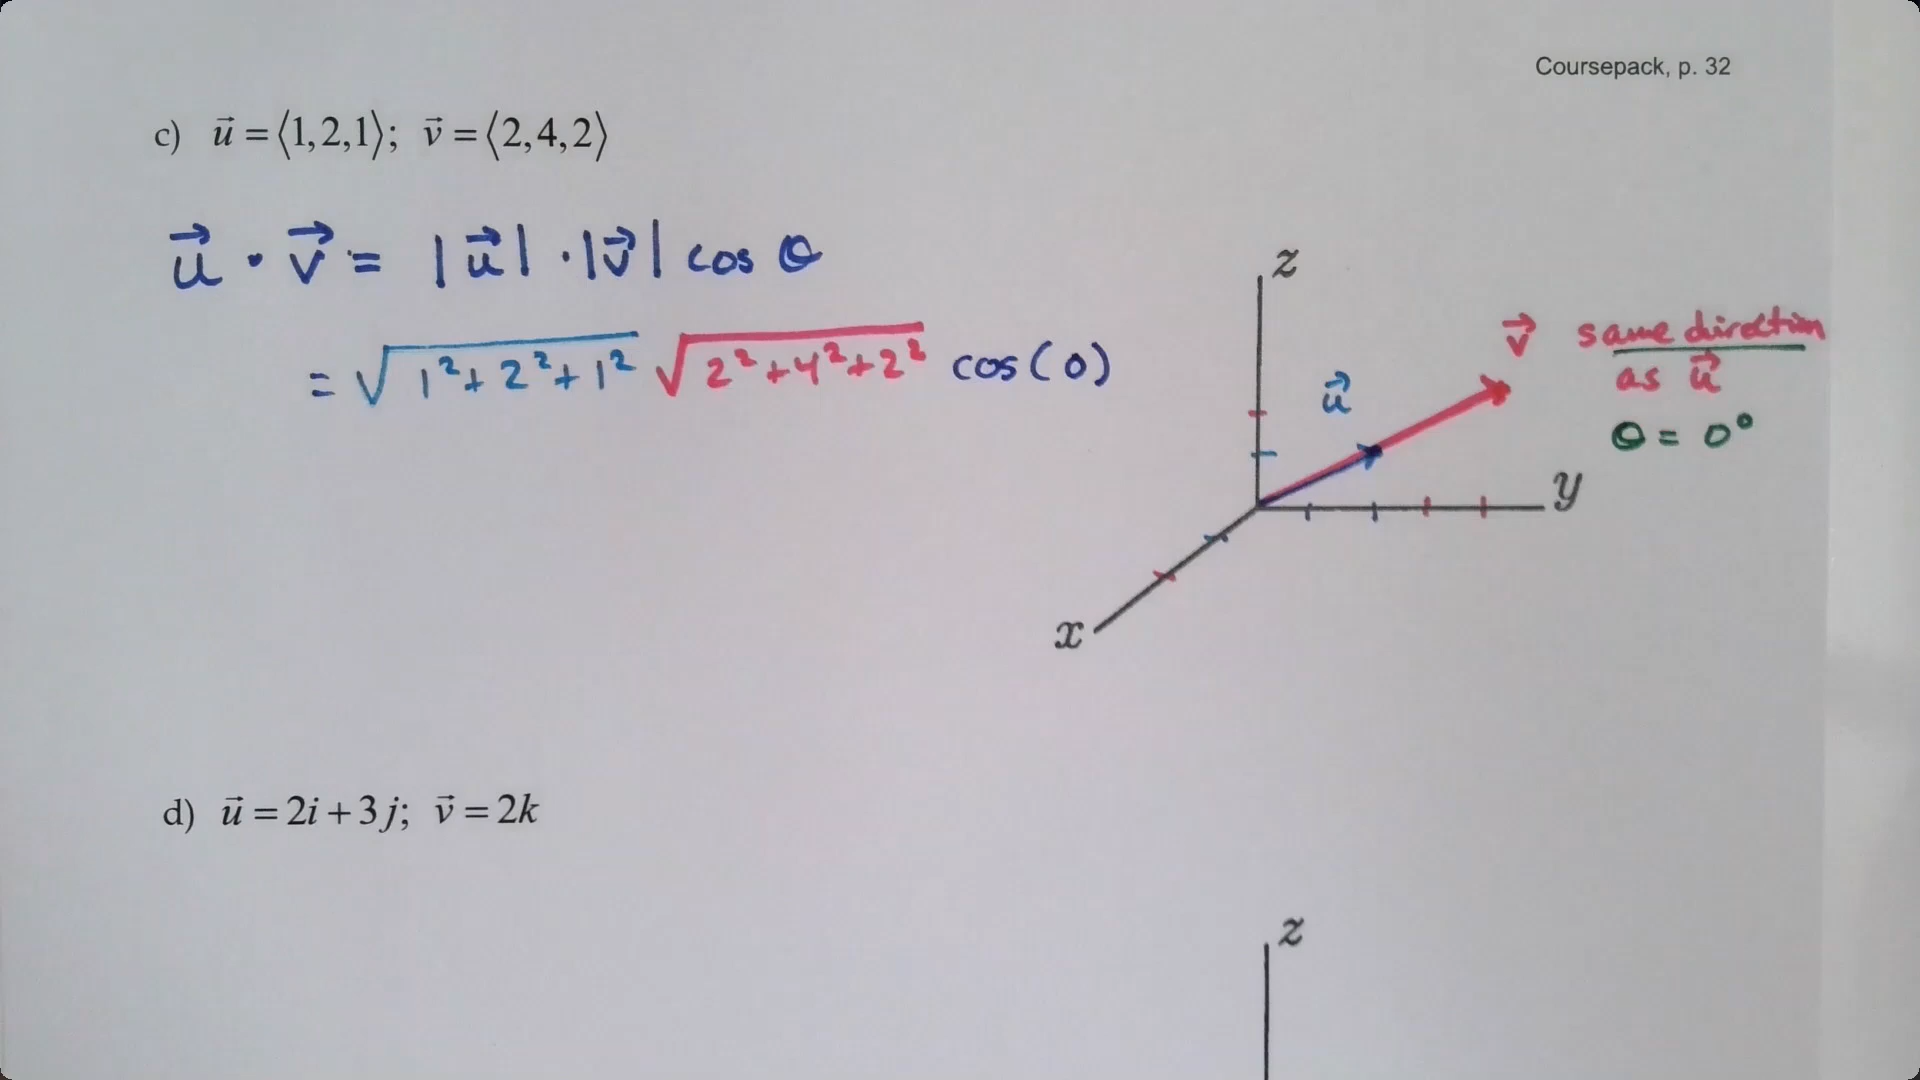 Coursepack, p. 32
c) u⃗ = ⟨1,2,1⟩; v⃗ = ⟨2,4,2⟩
u⃗ · v⃗ = |u⃗| · |v⃗| cos θ
= √(1² + 2² + 1²) √(2² + 4² + 2²) cos(0)
z
v⃗ same direction
as u⃗
u⃗
θ = 0°
y
x
d) u⃗ = 2i + 3j; v⃗ = 2k
z